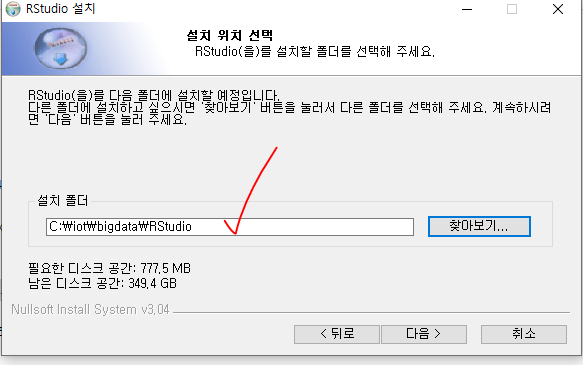 RStudio 설치
설치 위치 선택
RStudio(을)를 설치할 폴더를 선택해 주세요.
RStudio(을)를 다음 폴더에 설치할 예정입니다.
다른 폴더에 설치하고 싶으시면 '찾아보기' 버튼을 눌러서 다른 폴더를 선택해 주세요. 계속하시려
면 '다음' 버튼을 눌러 주세요.
설치 폴더
C:₩iot₩bigdata₩RStudio
찾아보기...
필요한 디스크 공간: 777.5 MB
남은 디스크 공간: 349.4 GB
Nullsoft Install System v3.04
< 뒤로
다음 >
취소